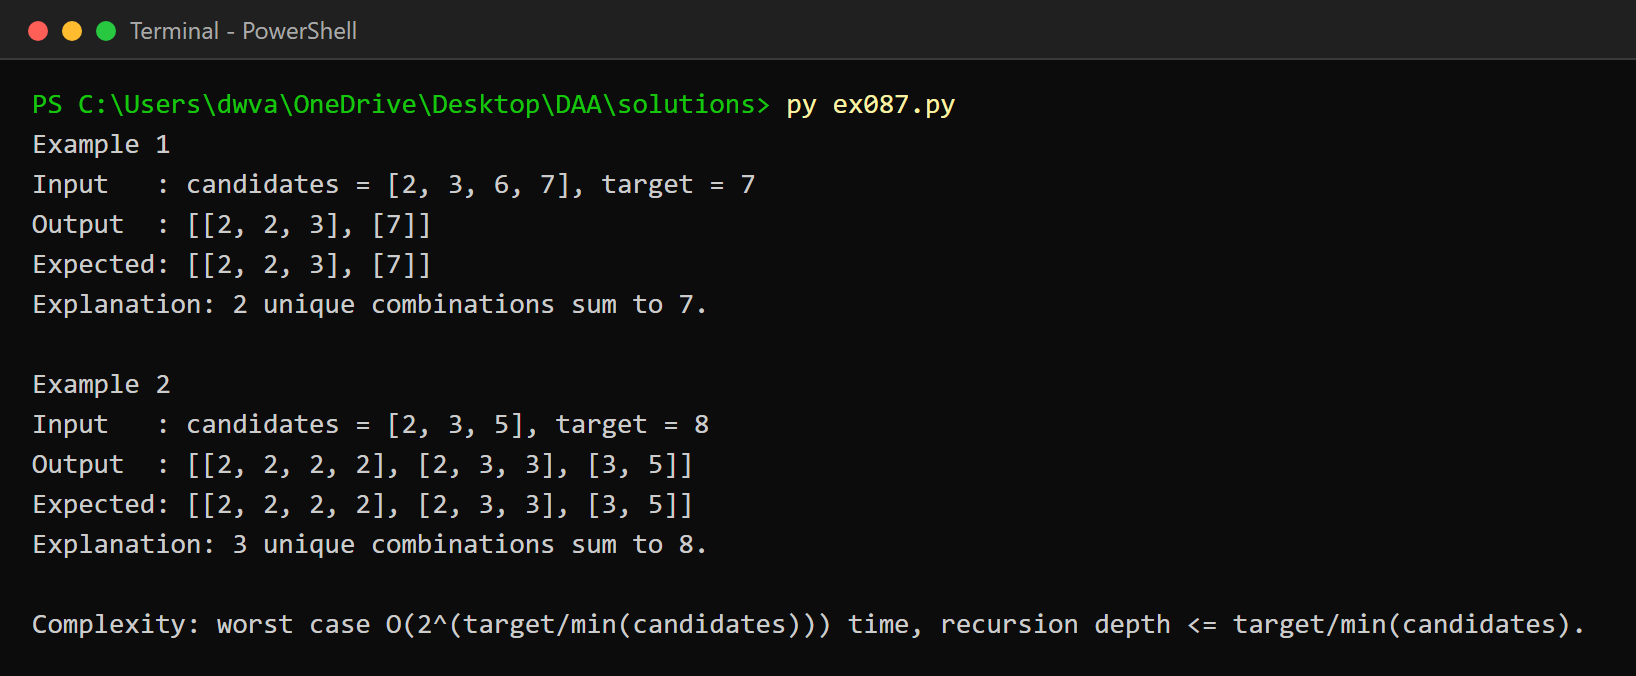 Terminal - PowerShell
PS C:\Users\dwva\OneDrive\Desktop\DAA\solutions> py ex087.py
Example 1
Input   : candidates = [2, 3, 6, 7], target = 7
Output  : [[2, 2, 3], [7]]
Expected: [[2, 2, 3], [7]]
Explanation: 2 unique combinations sum to 7.

Example 2
Input   : candidates = [2, 3, 5], target = 8
Output  : [[2, 2, 2, 2], [2, 3, 3], [3, 5]]
Expected: [[2, 2, 2, 2], [2, 3, 3], [3, 5]]
Explanation: 3 unique combinations sum to 8.

Complexity: worst case O(2^(target/min(candidates))) time, recursion depth <= target/min(candidates).